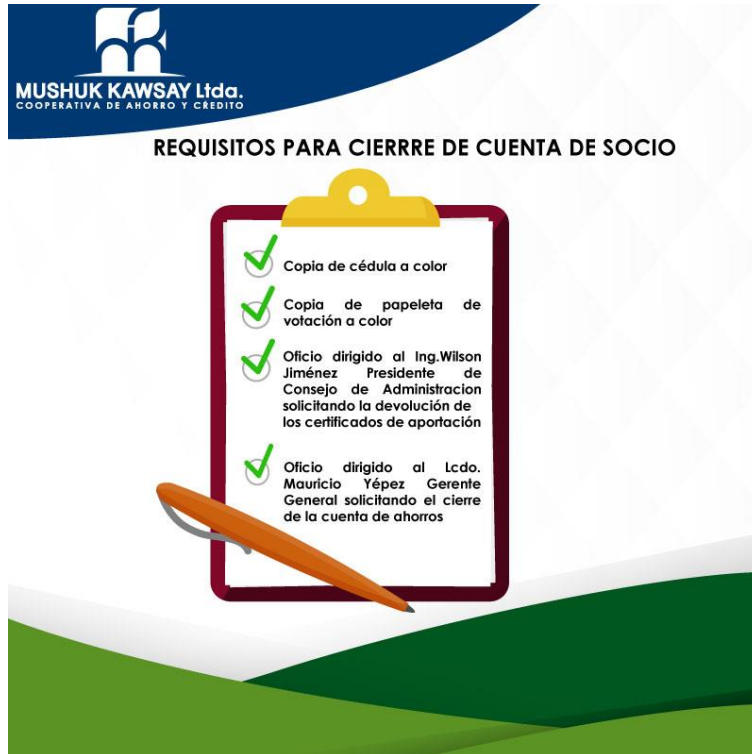 MUSHUK KAWSAY Ltda.
COOPERATIVA DE AHORRO Y CRÉDITO
REQUISITOS PARA CIERRRE DE CUENTA DE SOCIO
Copia de cédula a color
Copia de papeleta de
votación a color
Oficio dirigido al Ing.Wilson
Jiménez Presidente de
Consejo de Administracion
solicitando la devolución de
los certificados de aportación
Oficio dirigido al Lcdo.
Mauricio Yépez Gerente
General solicitando el cierre
de la cuenta de ahorros